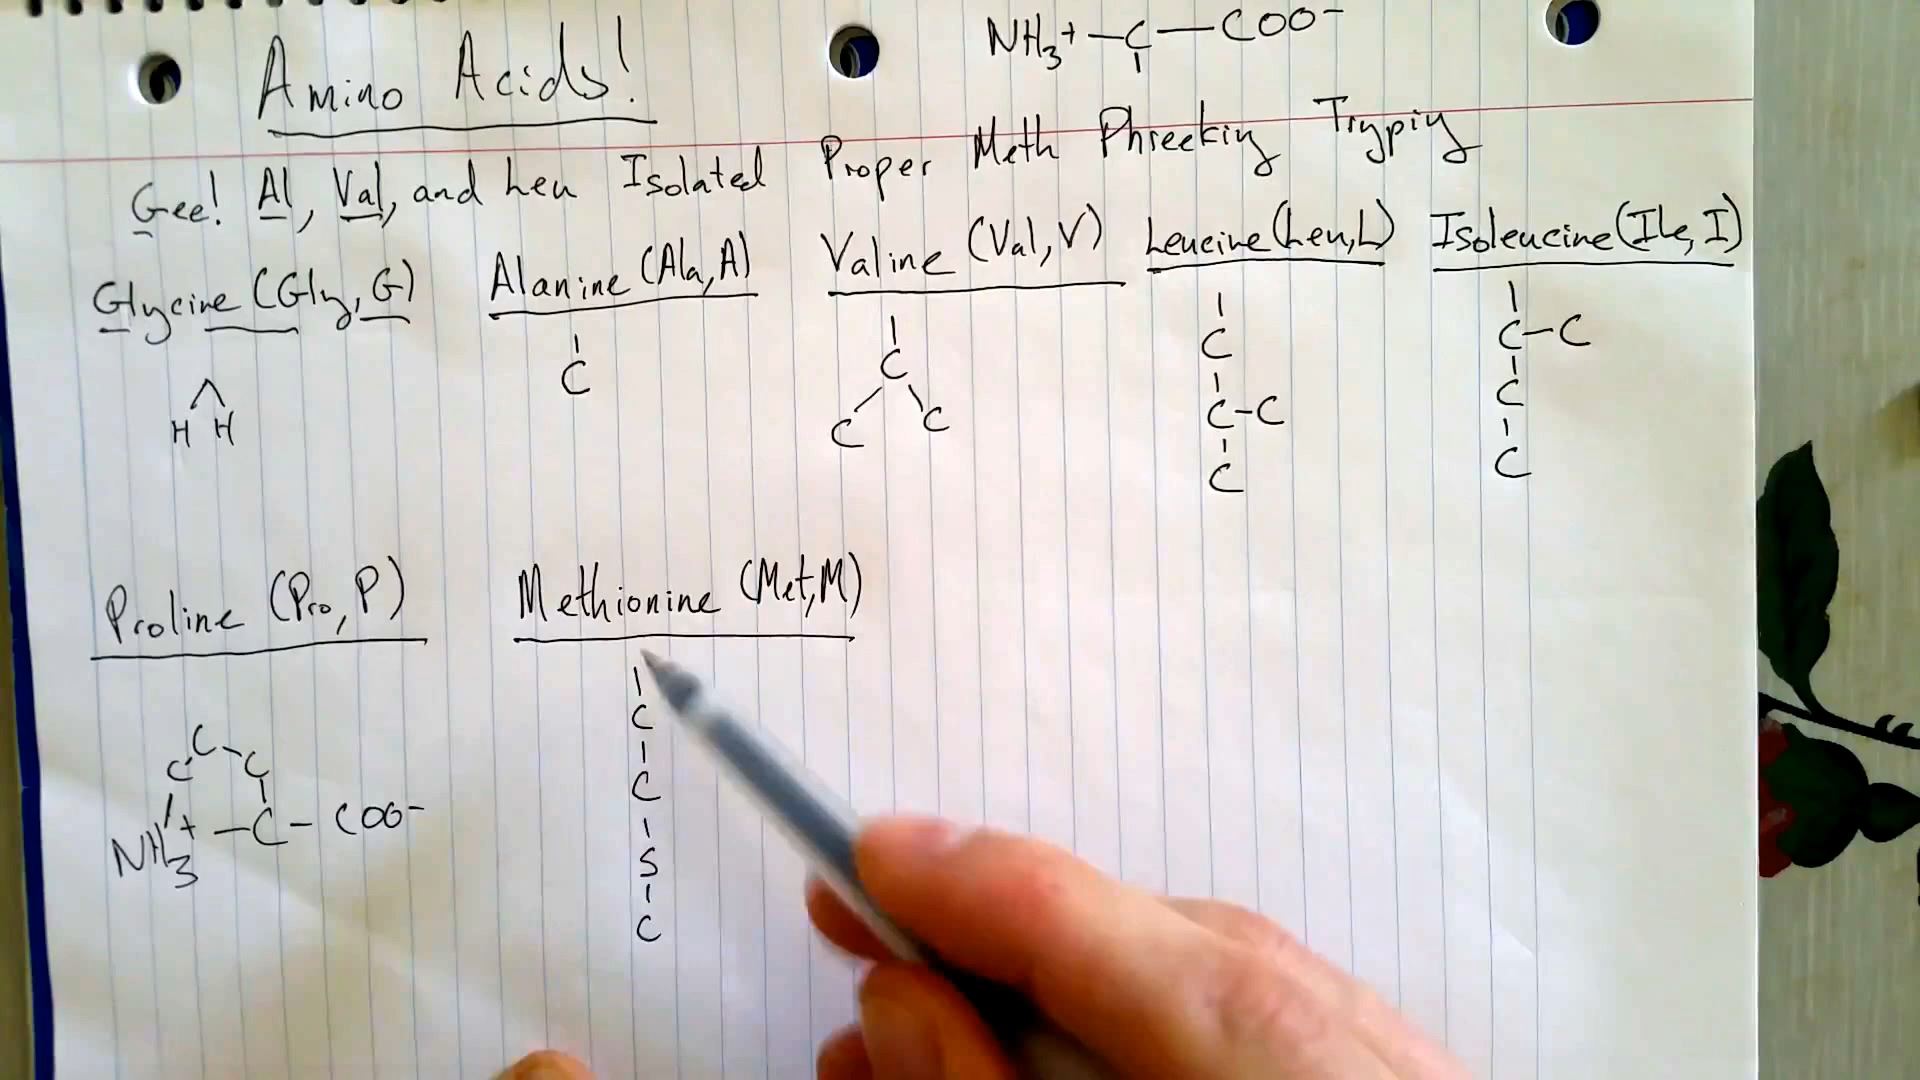 Amino Acids!
NH3+ — C — COO-
Gee! Al, Val, and Leu Isolated Proper Meth Phreeking Tryping
Glycine (Gly, G) Alanine (Ala, A) Valine (Val, V) Leucine (Leu, L) Isoleucine (Ile, I)
H H
C
C
C C
C
C-C
C
C-C
C
C
Proline (Pro, P) Methionine (Met, M)
C C C
NH3+ - C - COO-
C
C
S
C